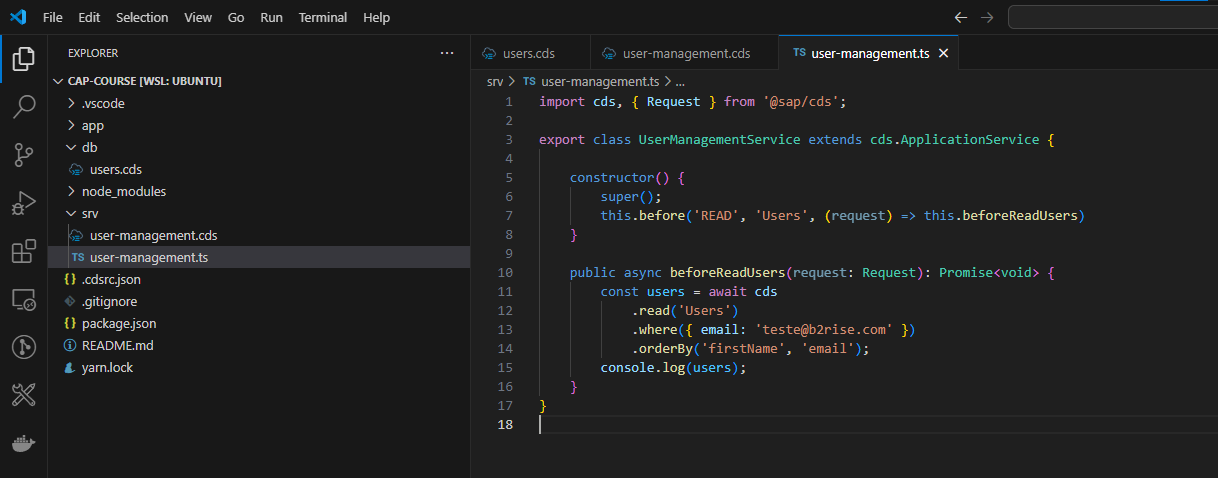 File Edit Selection View Go Run Terminal Help
EXPLORER ···
CAP-COURSE [WSL: UBUNTU]
.vscode
app
db
users.cds
node_modules
srv
user-management.cds
TS user-management.ts
{} .cdsrc.json
.gitignore
{} package.json
README.md
yarn.lock
users.cds user-management.cds TS user-management.ts
srv > TS user-management.ts > ...
1 import cds, { Request } from '@sap/cds';
2
3 export class UserManagementService extends cds.ApplicationService {
4
5 constructor() {
6 super();
7 this.before('READ', 'Users', (request) => this.beforeReadUsers)
8 }
9
10 public async beforeReadUsers(request: Request): Promise<void> {
11 const users = await cds
12 .read('Users')
13 .where({ email: 'teste@b2rise.com' })
14 .orderBy('firstName', 'email');
15 console.log(users);
16 }
17 }
18